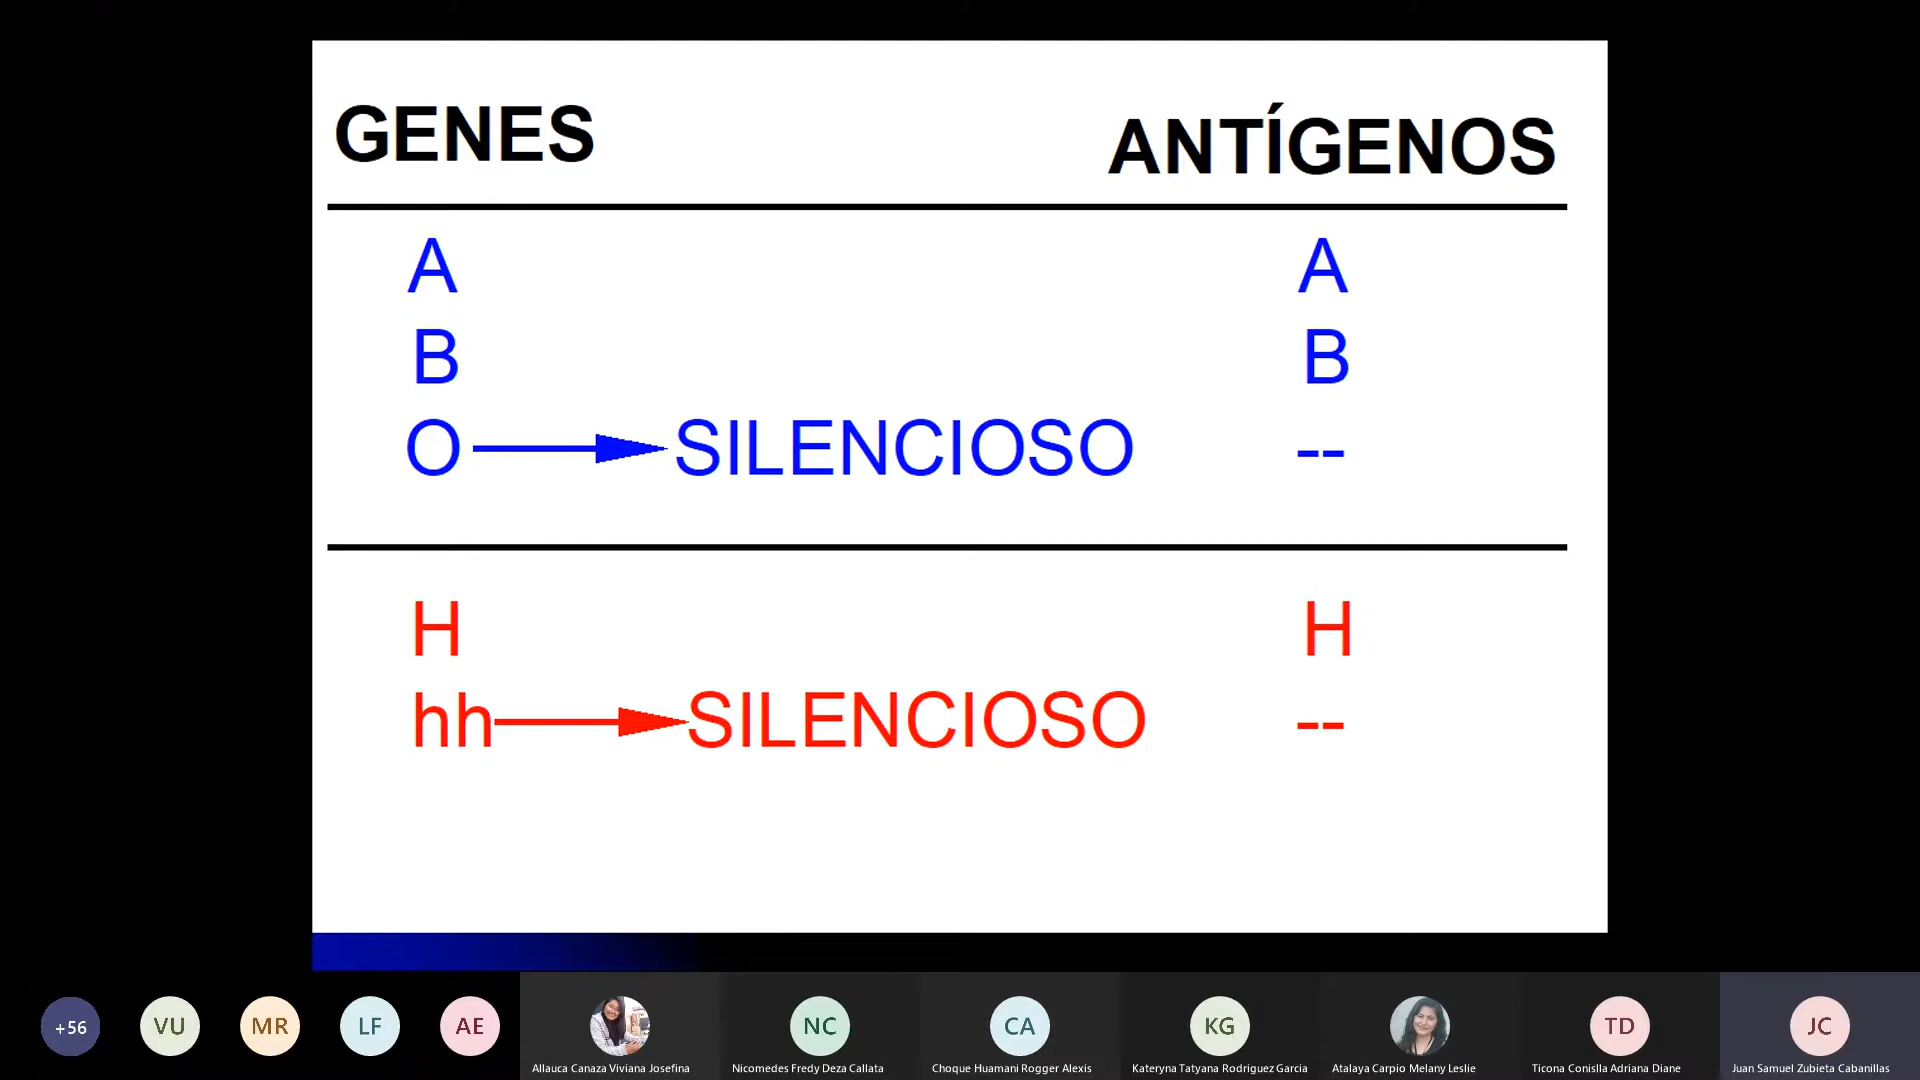 GENES ANTÍGENOS
A A
B B
O SILENCIOSO --
H H
hh SILENCIOSO --
+56 VU MR LF AE NC CA KG TD JC
Allauca Canaza Viviana Josefina Nicomedes Fredy Deza Callata Choque Huamani Rogger Alexis Kateryna Tatyana Rodriguez Garcia Atalaya Carpio Melany Leslie Ticona Conislla Adriana Diane Juan Samuel Zubieta Cabanillas